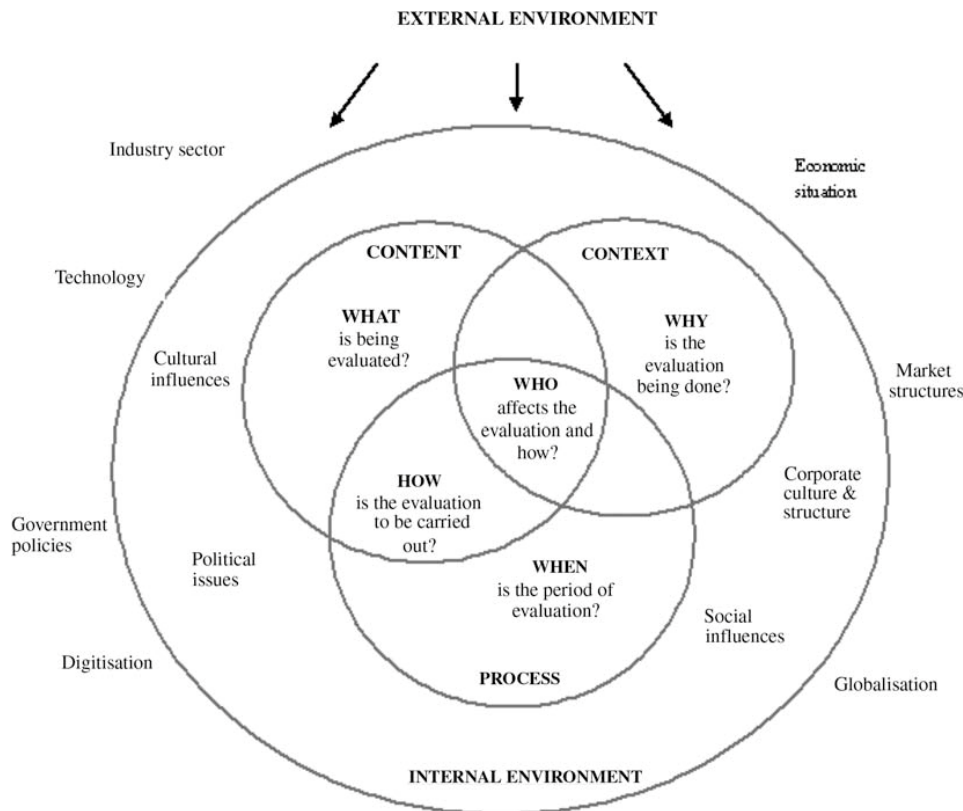 EXTERNAL ENVIRONMENT
Industry sector
Economic
situation
CONTENT
CONTEXT
Technology
WHAT
is being
evaluated?
WHY
is the
evaluation
being done?
Cultural
influences
Market
structures
WHO
affects the
evaluation and
how?
HOW
is the evaluation
to be carried
out?
Corporate
culture &
structure
Government
policies
Political
issues
WHEN
is the period of
evaluation?
Social
influences
Digitisation
PROCESS
Globalisation
INTERNAL ENVIRONMENT